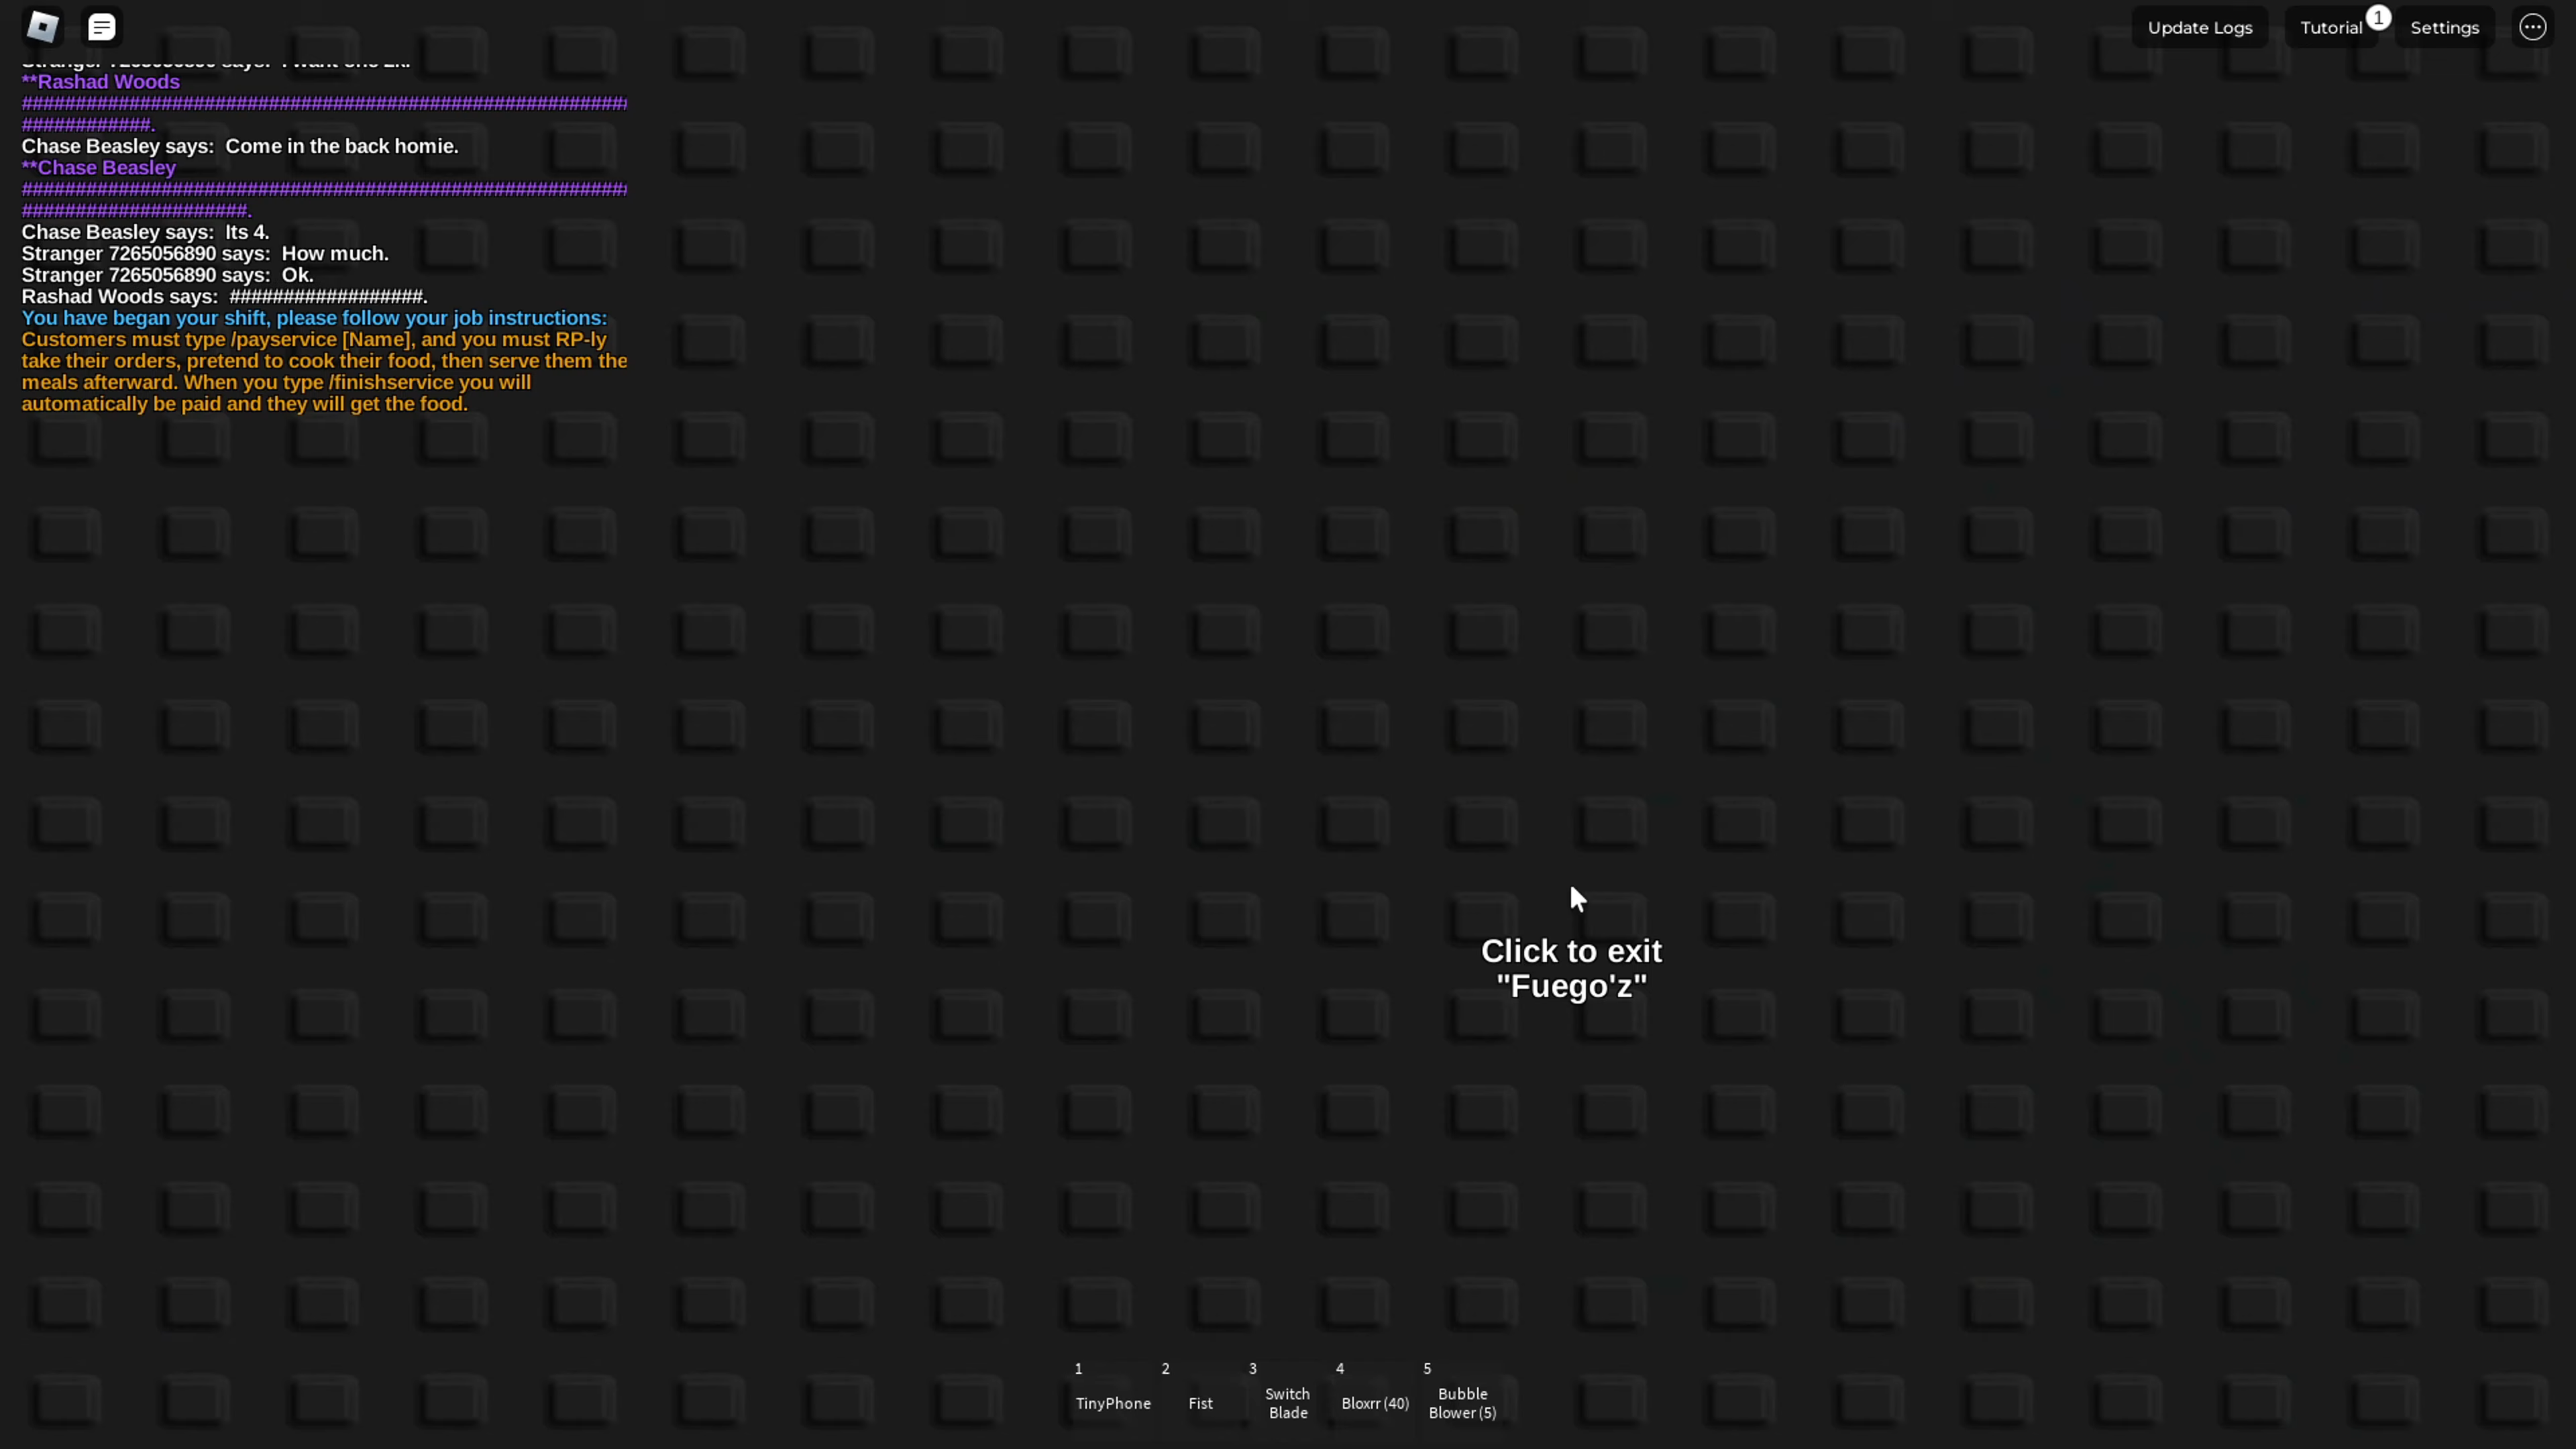 Update Logs
Tutorial
1
Settings
**Rashad Woods
############.
Chase Beasley says:  Come in the back homie.
**Chase Beasley
#####################.
Chase Beasley says:  Its 4.
Stranger 7265056890 says:  How much.
Stranger 7265056890 says:  Ok.
Rashad Woods says:  ##################.
You have began your shift, please follow your job instructions:
Customers must type /payservice [Name], and you must RP-ly
take their orders, pretend to cook their food, then serve them the
meals afterward. When you type /finishservice you will
automatically be paid and they will get the food.
Click to exit
"Fuego'z"
1
2
3
4
5
TinyPhone
Fist
Switch
Blade
Bloxrr (40)
Bubble
Blower (5)